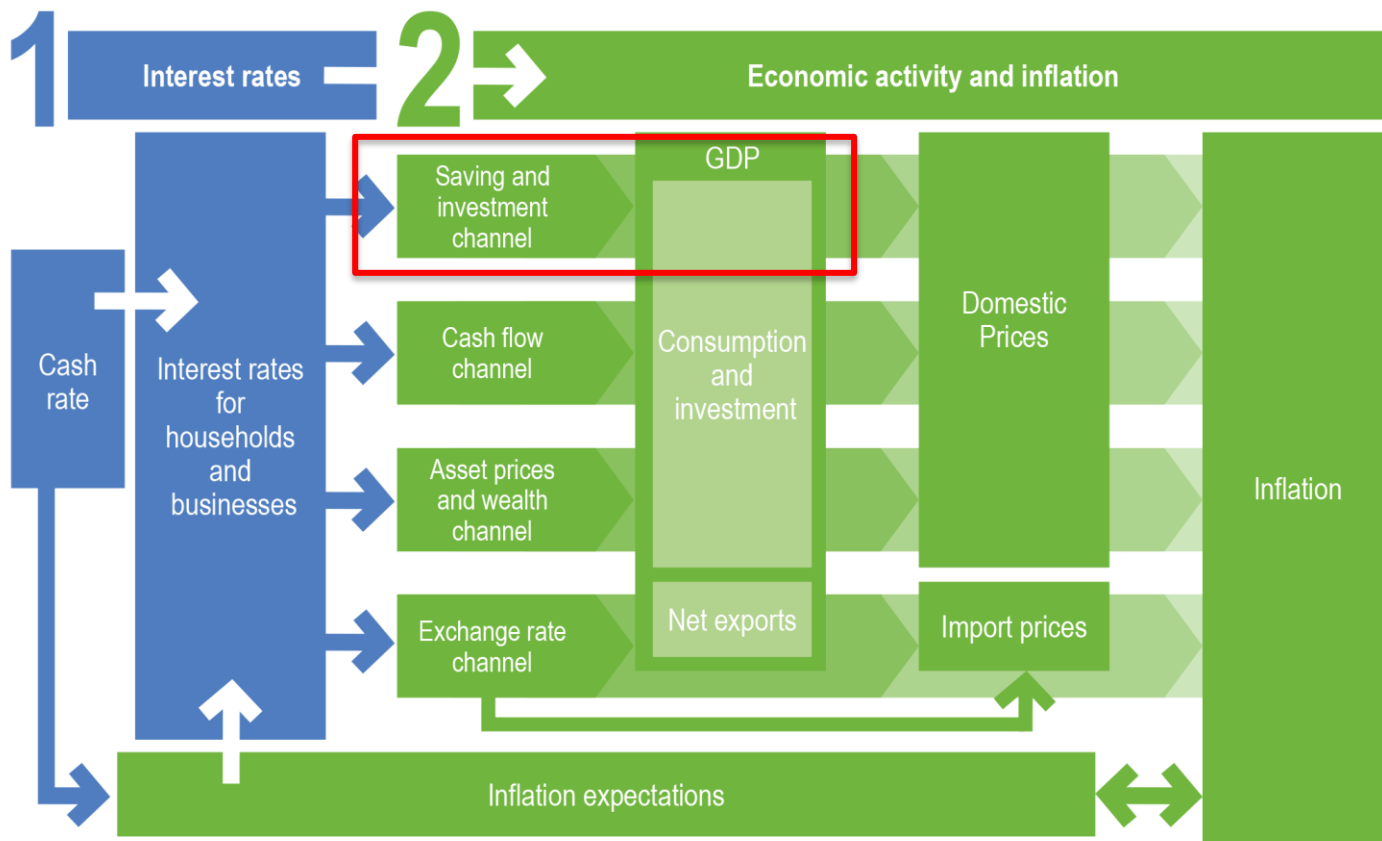 1
Interest rates
2
Economic activity and inflation
Cash
rate
Interest rates
for
households
and
businesses
Saving and
investment
channel
Cash flow
channel
Asset prices
and wealth
channel
Exchange rate
channel
GDP
Consumption
and
investment
Net exports
Domestic
Prices
Import prices
Inflation
Inflation expectations